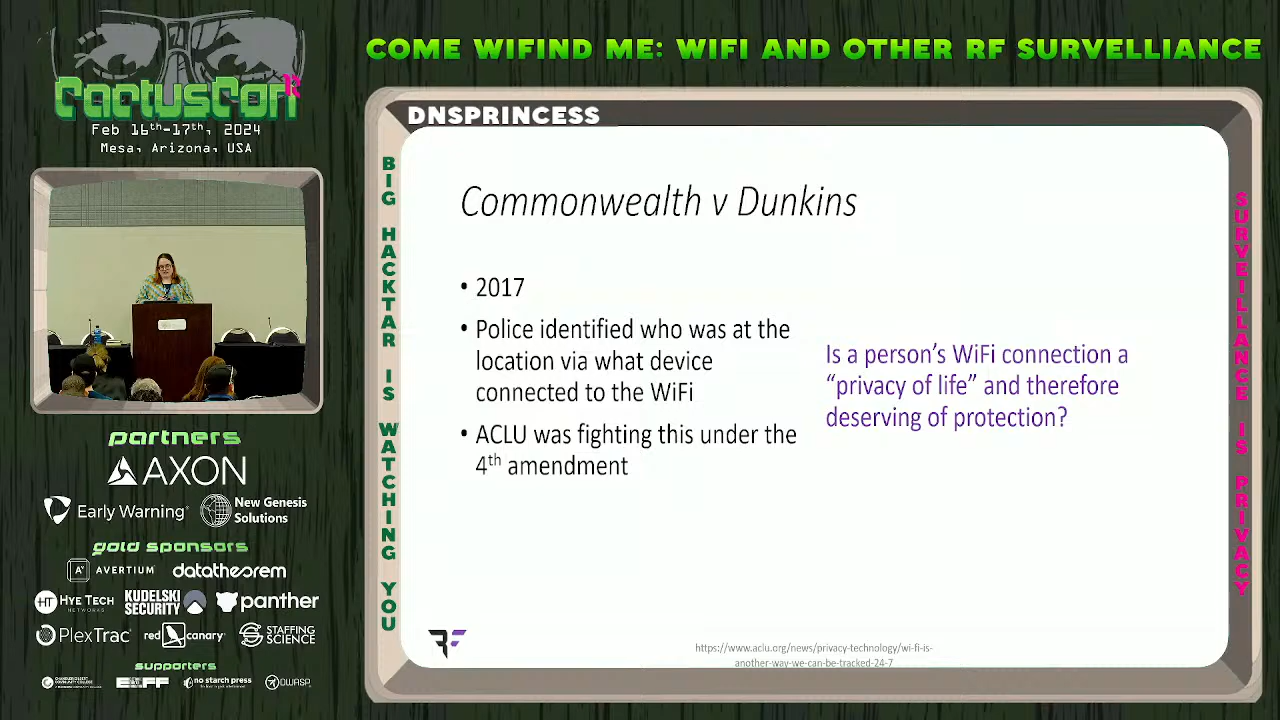 CactusCon
Feb 16th-17th, 2024
Mesa, Arizona, USA
COME WIFIND ME: WIFI AND OTHER RF SURVELLIANCE
DNSPRINCESS
BIG HACKTAR IS WATCHING YOU
Commonwealth v Dunkins
• 2017
• Police identified who was at the
location via what device
connected to the WiFi
• ACLU was fighting this under the
4th amendment
Is a person's WiFi connection a
“privacy of life” and therefore
deserving of protection?
https://www.aclu.org/news/privacy-technology/wi-fi-is-
another-way-we-can-be-tracked-24-7
RF
SURVEILLANCE IS PRIVACY
partners
AXON
Early Warning
New Genesis
Solutions
gold sponsors
A+ AVERTIUM
datatheorem
HT HYE TECH
NETWORKS
KUDELSKI
SECURITY
panther
PlexTrac
red canary
STAFFING
SCIENCE
supporters
EFF
no starch press
OWASP